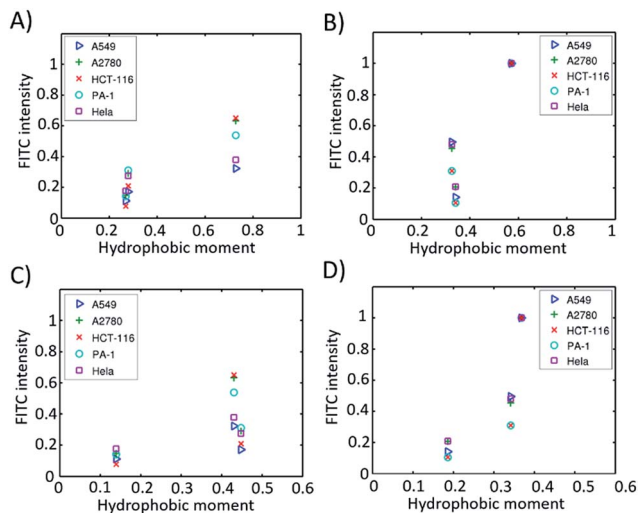 A)
FITC intensity
1
0.8
0.6
0.4
0.2
0
A549
A2780
HCT-116
PA-1
Hela
0 0.2 0.4 0.6 0.8 1
Hydrophobic moment
B)
FITC intensity
1
0.8
0.6
0.4
0.2
0
A549
A2780
HCT-116
PA-1
Hela
0 0.2 0.4 0.6 0.8 1
Hydrophobic moment
C)
FITC intensity
1
0.8
0.6
0.4
0.2
0
A549
A2780
HCT-116
PA-1
Hela
0 0.1 0.2 0.3 0.4 0.5 0.6
Hydrophobic moment
D)
FITC intensity
1
0.8
0.6
0.4
0.2
0
A549
A2780
HCT-116
PA-1
Hela
0 0.1 0.2 0.3 0.4 0.5 0.6
Hydrophobic moment